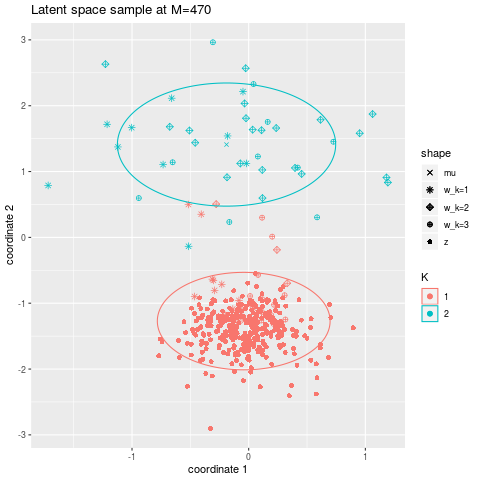 Latent space sample at M=470
3
2
1
0
-1
-2
-3
-1
0
1
coordinate 1
coordinate 2
shape
mu
w_k=1
w_k=2
w_k=3
z
K
1
2